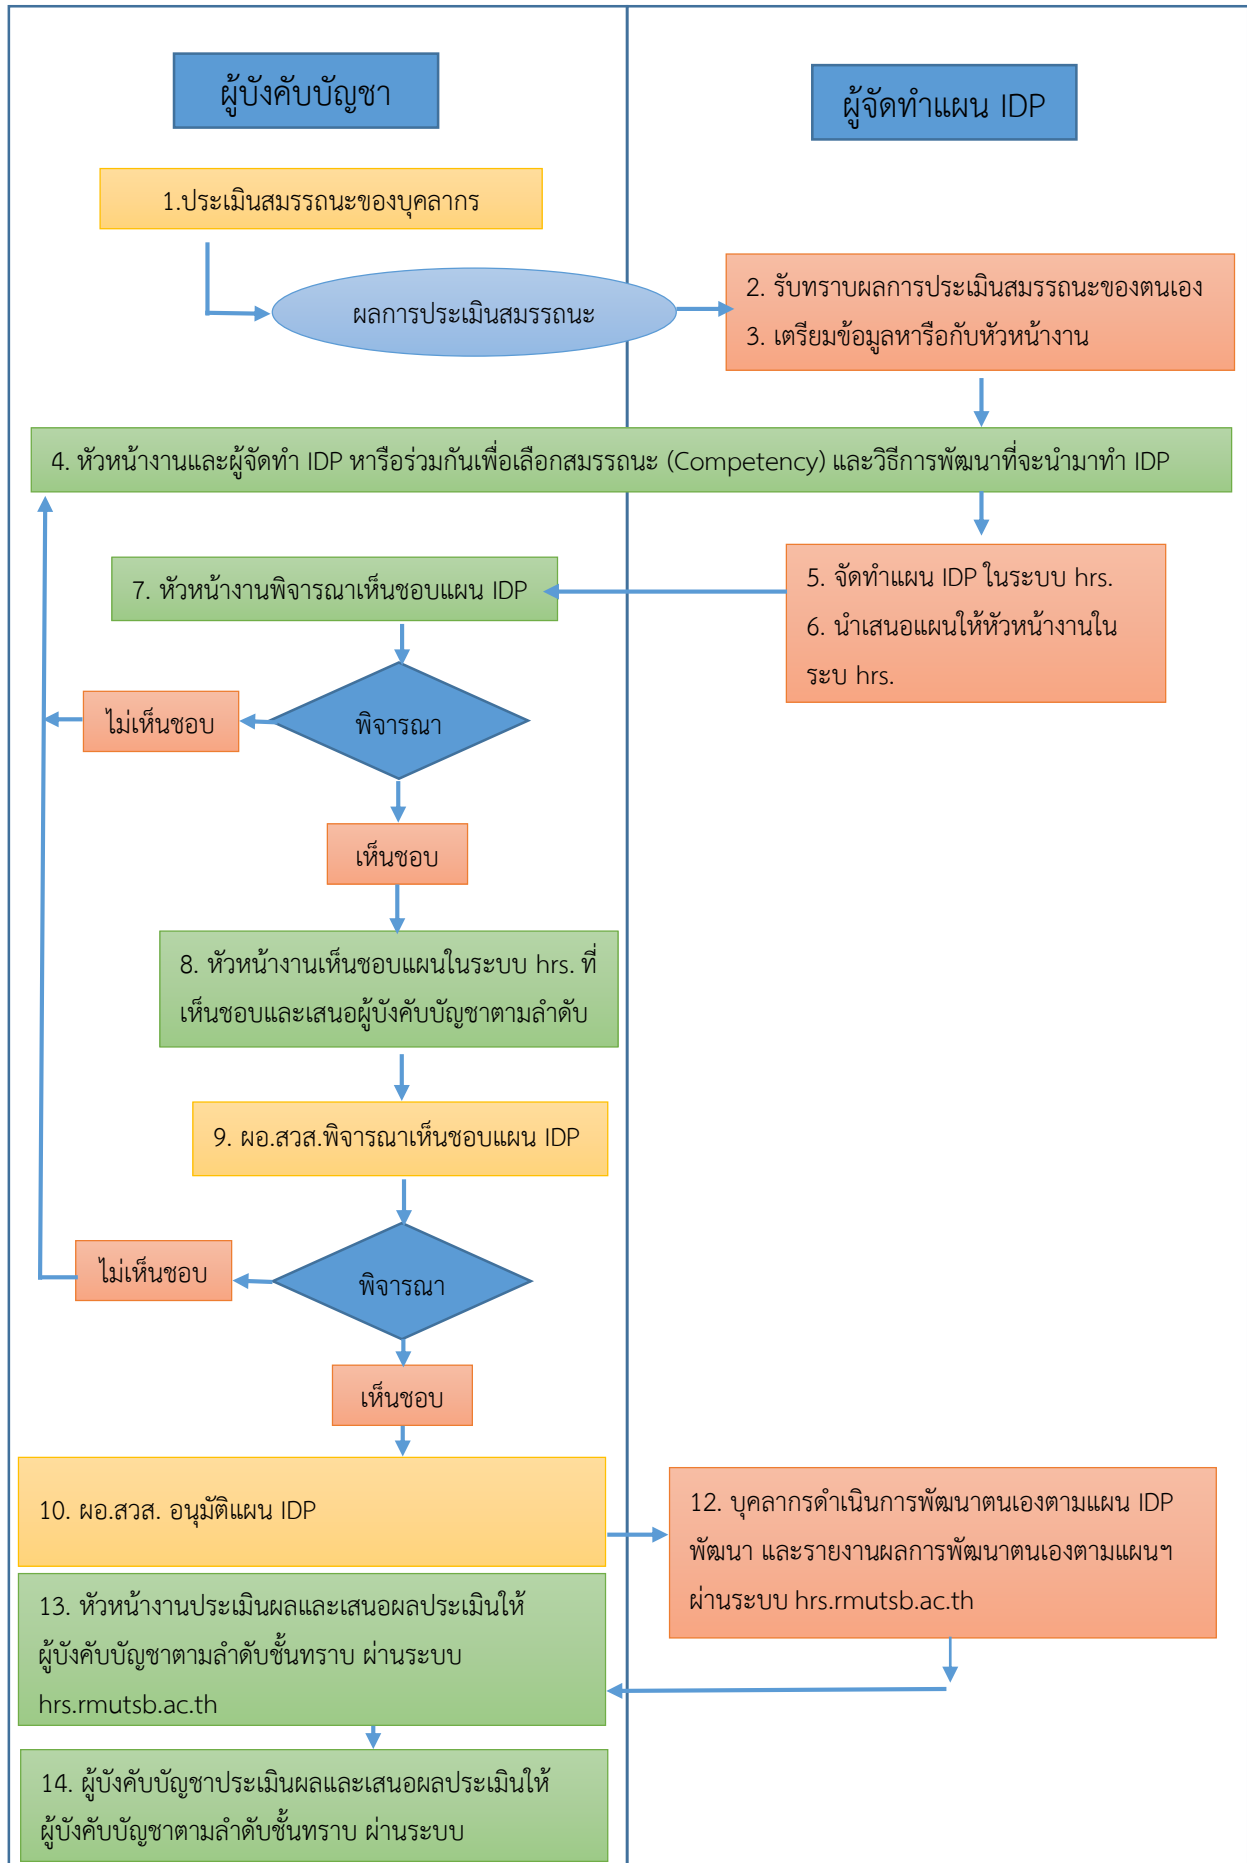 ผู้บังคับบัญชา
ผู้จัดทำแผน IDP
1.ประเมินสมรรถนะของบุคลากร
ผลการประเมินสมรรถนะ
2. รับทราบผลการประเมินสมรรถนะของตนเอง
3. เตรียมข้อมูลหารือกับหัวหน้างาน
4. หัวหน้างานและผู้จัดทำ IDP หารือร่วมกันเพื่อเลือกสมรรถนะ (Competency) และวิธีการพัฒนาที่จะนำมาทำ IDP
5. จัดทำแผน IDP ในระบบ hrs.
6. นำเสนอแผนให้หัวหน้างานใน
ระบ hrs.
7. หัวหน้างานพิจารณาเห็นชอบแผน IDP
พิจารณา
ไม่เห็นชอบ
เห็นชอบ
8. หัวหน้างานเห็นชอบแผนในระบบ hrs. ที่
เห็นชอบและเสนอผู้บังคับบัญชาตามลำดับ
9. ผอ.สวส.พิจารณาเห็นชอบแผน IDP
พิจารณา
ไม่เห็นชอบ
เห็นชอบ
10. ผอ.สวส. อนุมัติแผน IDP
12. บุคลากรดำเนินการพัฒนาตนเองตามแผน IDP
พัฒนา และรายงานผลการพัฒนาตนเองตามแผนฯ
ผ่านระบบ hrs.rmutsb.ac.th
13. หัวหน้างานประเมินผลและเสนอผลประเมินให้
ผู้บังคับบัญชาตามลำดับชั้นทราบ ผ่านระบบ
hrs.rmutsb.ac.th
14. ผู้บังคับบัญชาประเมินผลและเสนอผลประเมินให้
ผู้บังคับบัญชาตามลำดับชั้นทราบ ผ่านระบบ